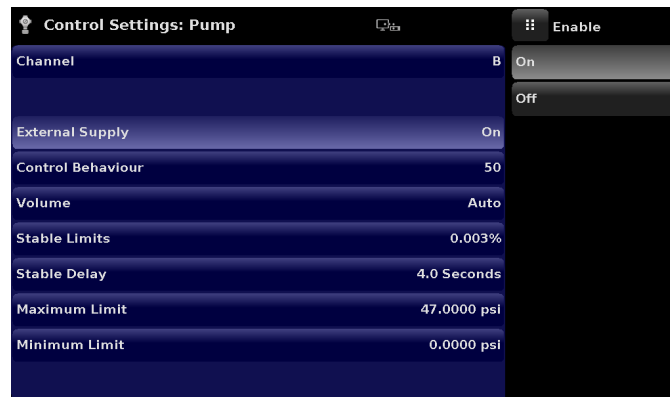 Control Settings: Pump
Enable
Channel B
On
Off
External Supply On
Control Behaviour 50
Volume Auto
Stable Limits 0.003%
Stable Delay 4.0 Seconds
Maximum Limit 47.0000 psi
Minimum Limit 0.0000 psi